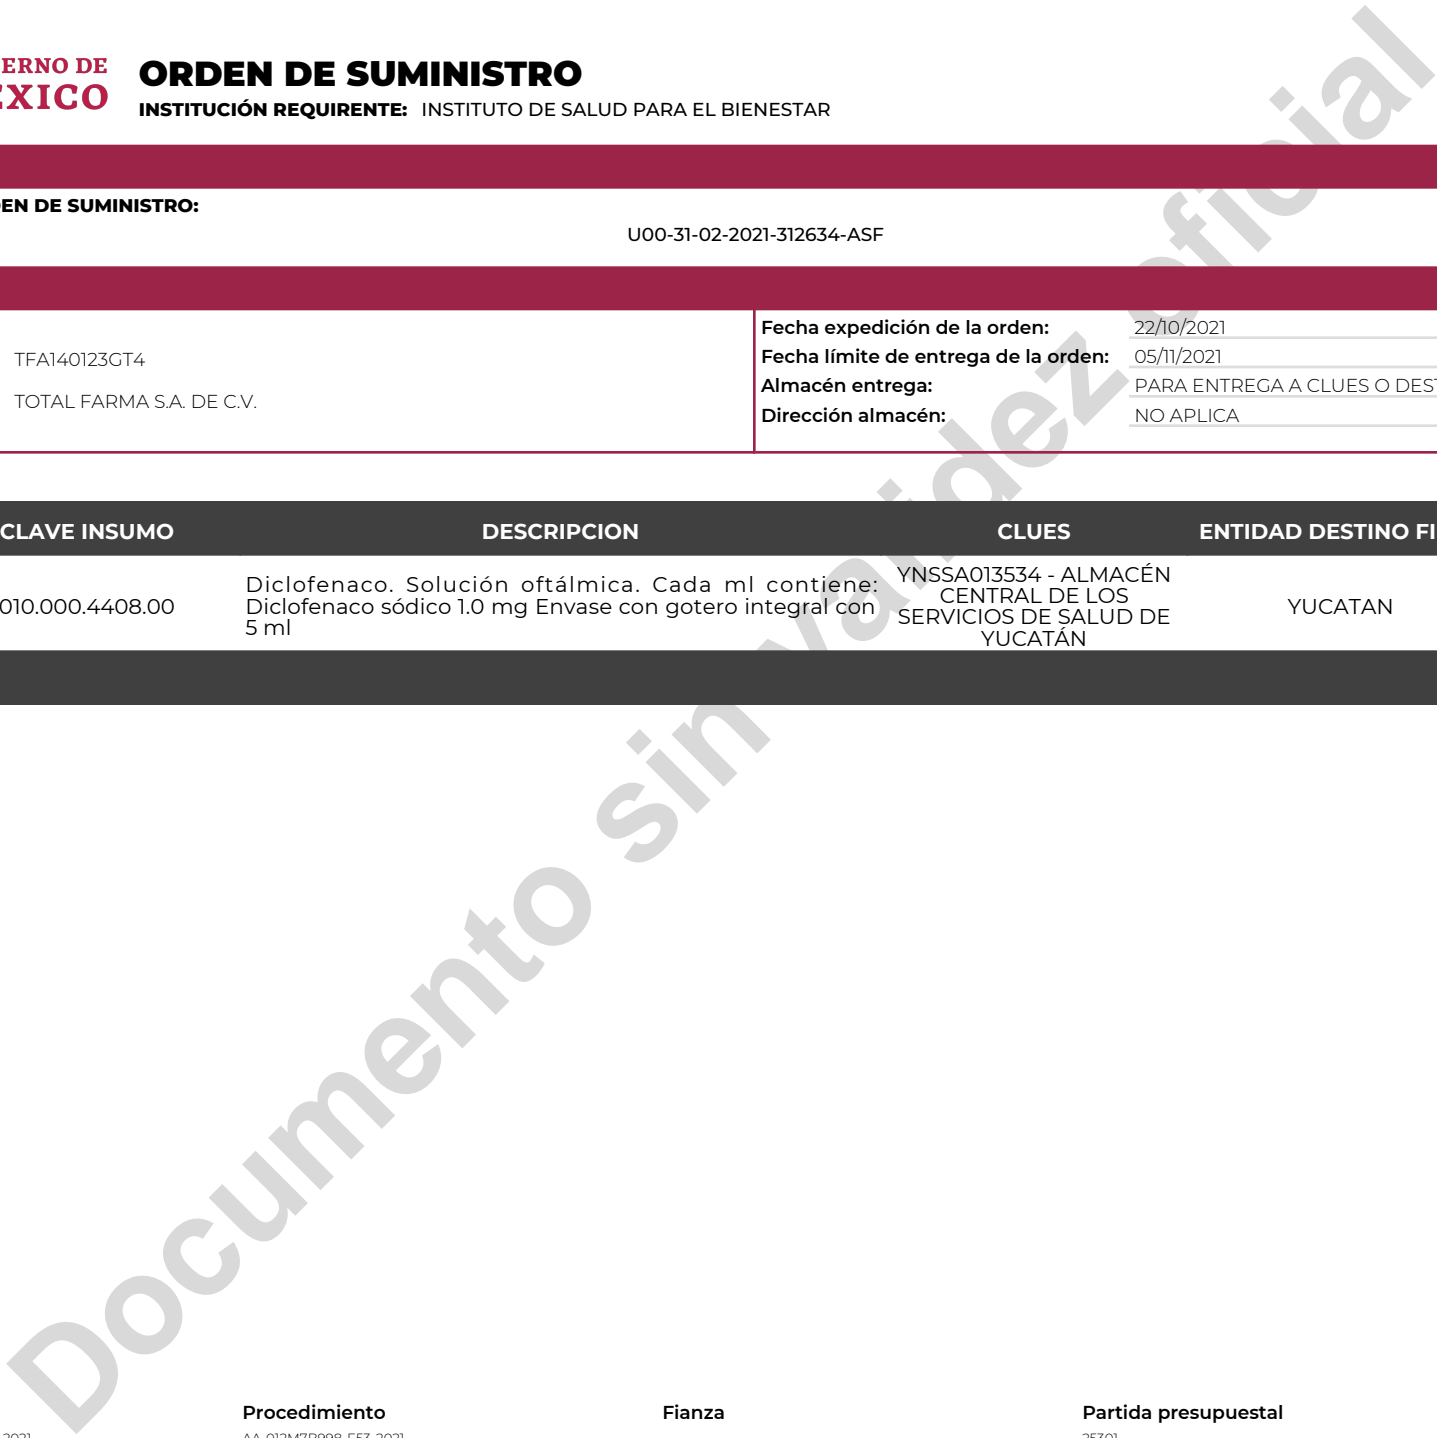 ERNO DE
ÉXICO
ORDEN DE SUMINISTRO
INSTITUCIÓN REQUIRENTE: INSTITUTO DE SALUD PARA EL BIENESTAR
EN DE SUMINISTRO:
U00-31-02-2021-312634-ASF
TFA140123GT4
TOTAL FARMA S.A. DE C.V.
Fecha expedición de la orden: 22/10/2021
Fecha límite de entrega de la orden: 05/11/2021
Almacén entrega: PARA ENTREGA A CLUES O DEST
Dirección almacén: NO APLICA
CLAVE INSUMO DESCRIPCION CLUES ENTIDAD DESTINO FI
010.000.4408.00
Diclofenaco. Solución oftálmica. Cada ml contiene:
Diclofenaco sódico 1.0 mg Envase con gotero integral con
5 ml
YNSSA013534 - ALMACÉN
CENTRAL DE LOS
SERVICIOS DE SALUD DE
YUCATÁN
YUCATAN
Documento sin validez oficial
Procedimiento Fianza Partida presupuestal